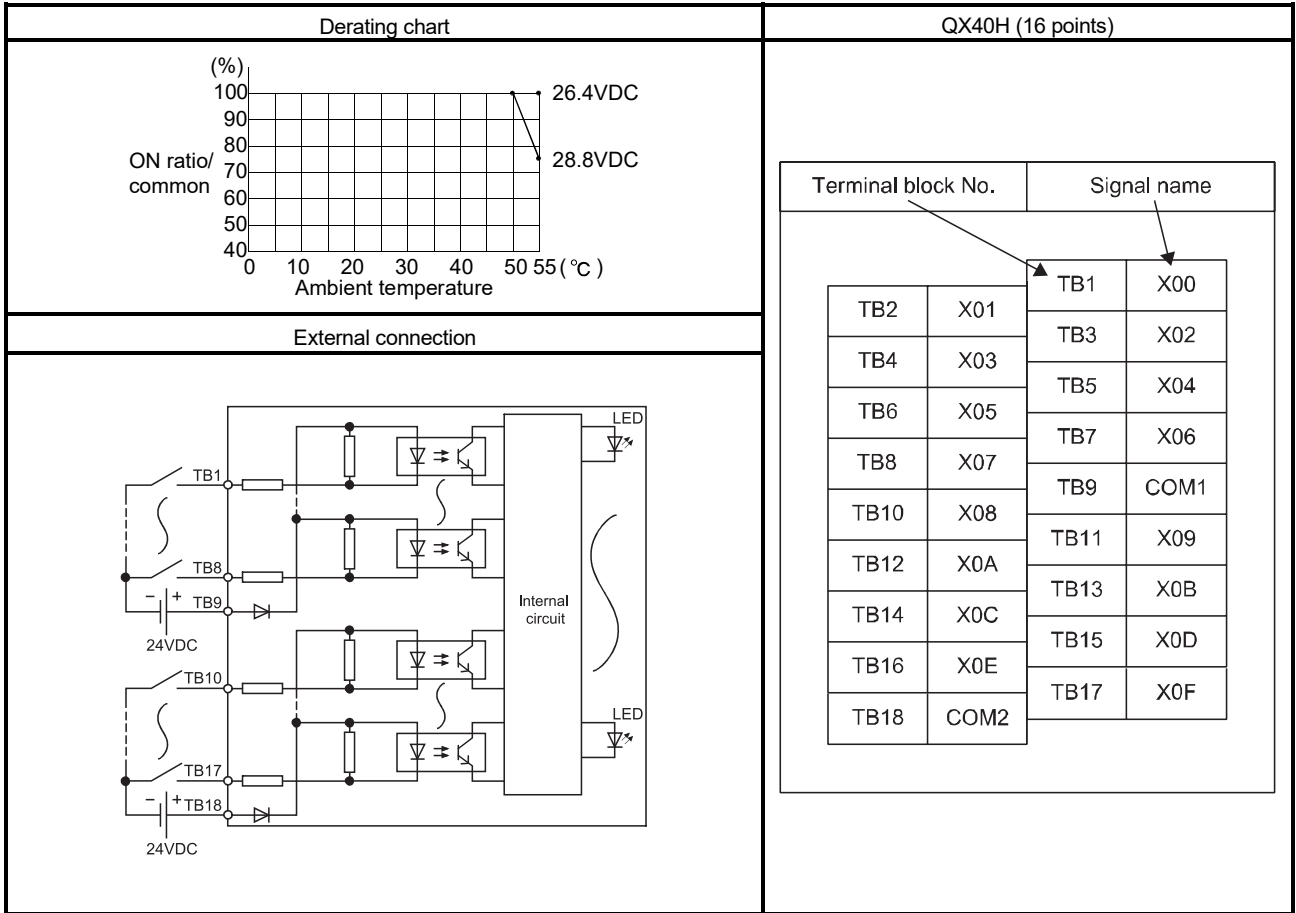 Derating chart
(%)
100
90
80
70
60
50
40
ON ratio/
common
26.4VDC
28.8VDC
0 10 20 30 40 50 55 (°C)
Ambient temperature
External connection
TB1
TB8
TB9
- +
24VDC
TB10
TB17
TB18
- +
24VDC
Internal
circuit
LED
LED
QX40H (16 points)
Terminal block No. Signal name
TB1 X00
TB2 X01
TB3 X02
TB4 X03
TB5 X04
TB6 X05
TB7 X06
TB8 X07
TB9 COM1
TB10 X08
TB11 X09
TB12 X0A
TB13 X0B
TB14 X0C
TB15 X0D
TB16 X0E
TB17 X0F
TB18 COM2